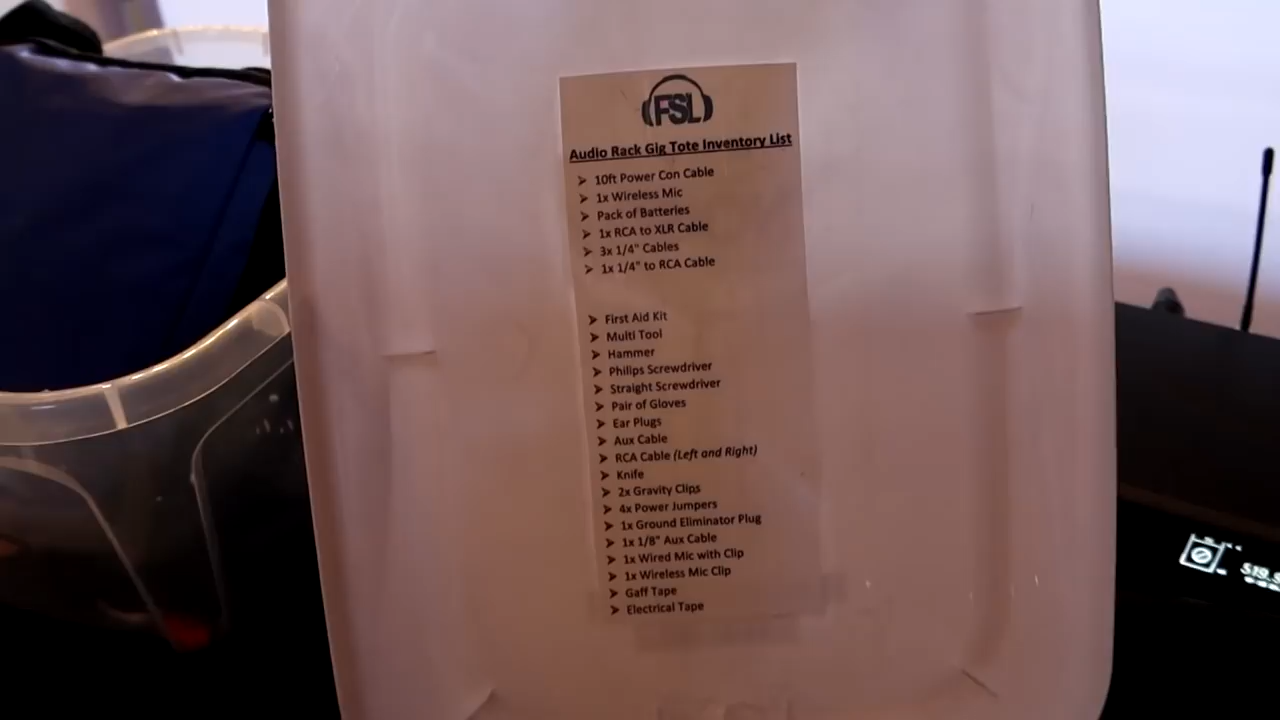 FSL
Audio Rack Gig Tote Inventory List
➤ 10ft Power Con Cable
➤ 1x Wireless Mic
➤ Pack of Batteries
➤ 1x RCA to XLR Cable
➤ 3x 1/4" Cables
➤ 1x 1/4" to RCA Cable
➤ First Aid Kit
➤ Multi Tool
➤ Hammer
➤ Philips Screwdriver
➤ Straight Screwdriver
➤ Pair of Gloves
➤ Ear Plugs
➤ Aux Cable
➤ RCA Cable (Left and Right)
➤ Knife
➤ 2x Gravity Clips
➤ 4x Power Jumpers
➤ 1x Ground Eliminator Plug
➤ 1x 1/8" Aux Cable
➤ 1x Wired Mic with Clip
➤ 1x Wireless Mic Clip
➤ Gaff Tape
➤ Electrical Tape